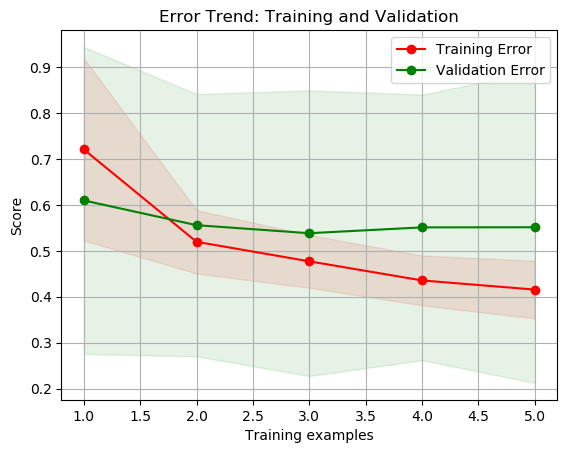 Error Trend: Training and Validation
Training Error
Validation Error
Score
0.9
0.8
0.7
0.6
0.5
0.4
0.3
0.2
1.0 1.5 2.0 2.5 3.0 3.5 4.0 4.5 5.0
Training examples